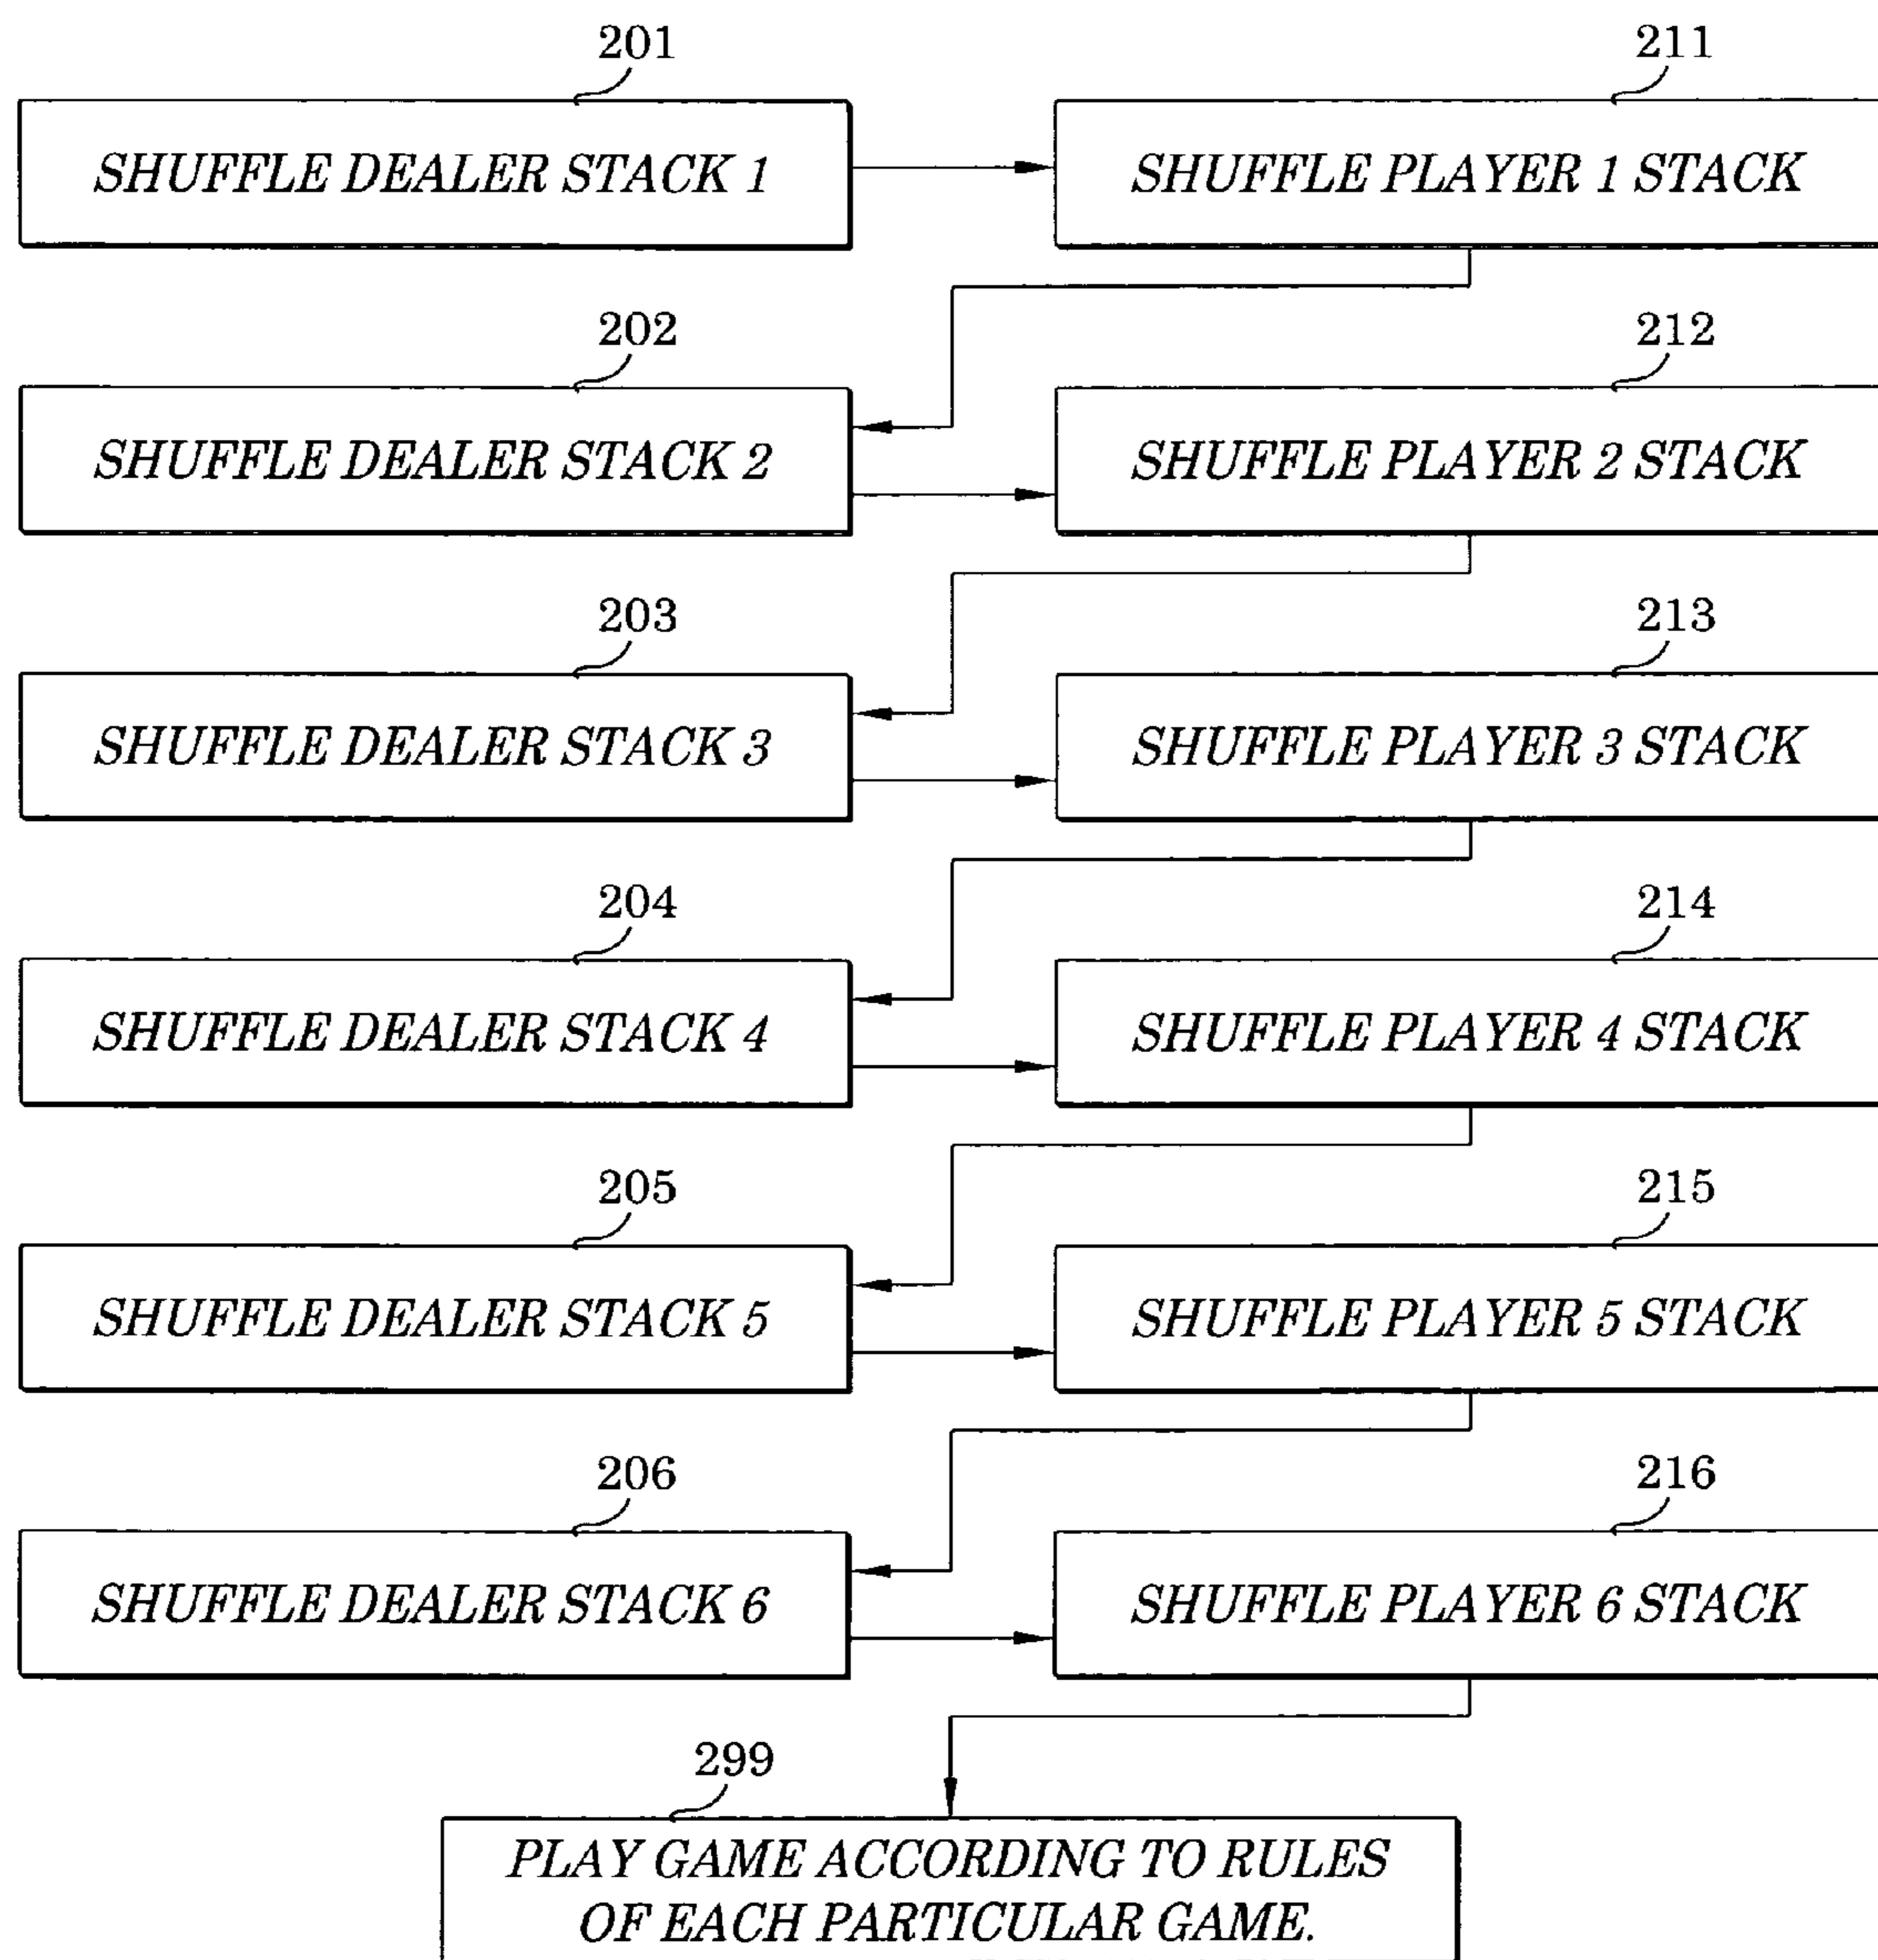 201
211
SHUFFLE DEALER STACK 1
SHUFFLE PLAYER 1 STACK
202
212
SHUFFLE DEALER STACK 2
SHUFFLE PLAYER 2 STACK
203
213
SHUFFLE DEALER STACK 3
SHUFFLE PLAYER 3 STACK
204
214
SHUFFLE DEALER STACK 4
SHUFFLE PLAYER 4 STACK
205
215
SHUFFLE DEALER STACK 5
SHUFFLE PLAYER 5 STACK
206
216
SHUFFLE DEALER STACK 6
SHUFFLE PLAYER 6 STACK
299
PLAY GAME ACCORDING TO RULES
OF EACH PARTICULAR GAME.